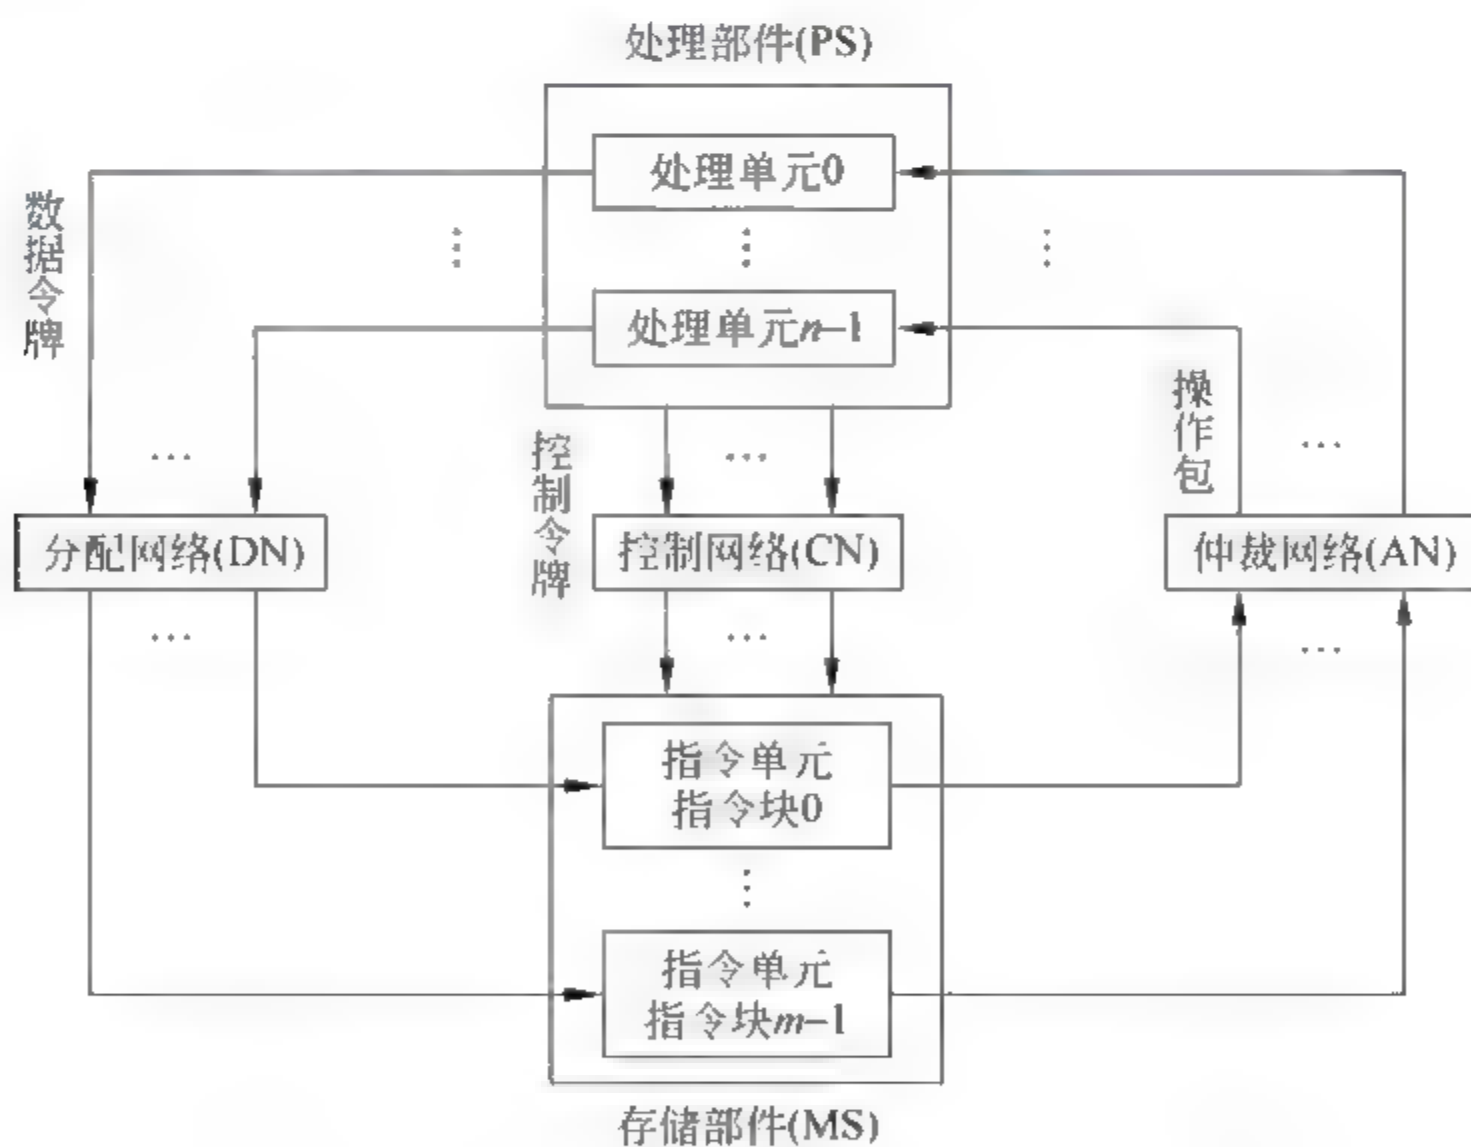 处理部件(PS)
处理单元0
数据令牌
处理单元n-1
操作包
控制令牌
分配网络(DN)
控制网络(CN)
仲裁网络(AN)
指令单元
指令块0
指令单元
指令块m-1
存储部件(MS)